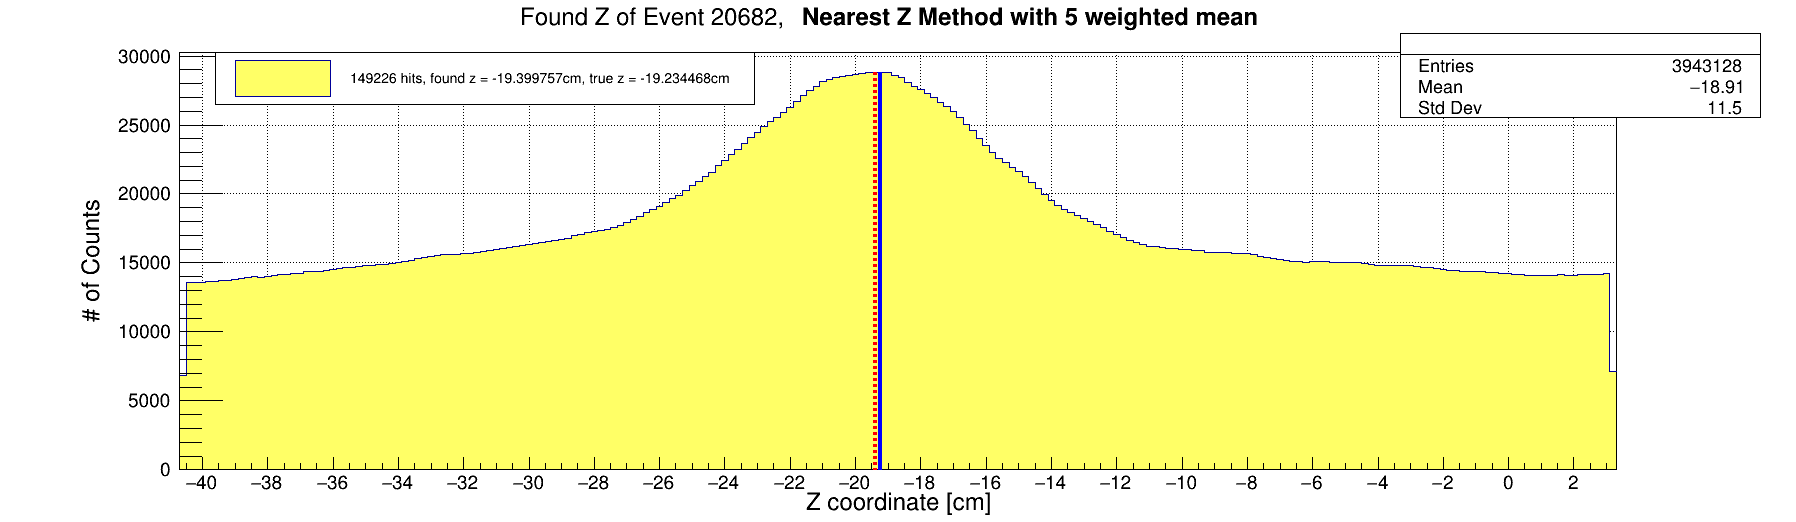 Found Z of Event 20682, Nearest Z Method with 5 weighted mean
149226 hits, found z = -19.399757cm, true z = -19.234468cm
Entries 3943128
Mean −18.91
Std Dev 11.5
# of Counts
30000
25000
20000
15000
10000
5000
0
−40 −38 −36 −34 −32 −30 −28 −26 −24 −22 −20 −18 −16 −14 −12 −10 −8 −6 −4 −2 0 2
Z coordinate [cm]